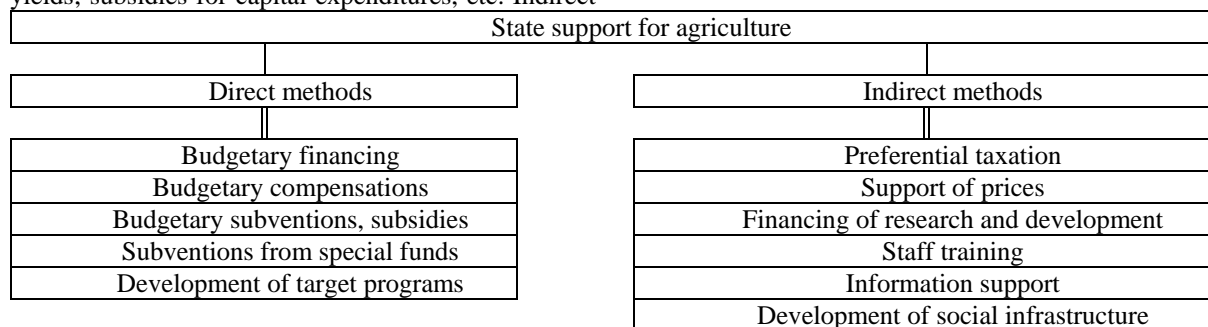 yields; subsidies for capital expenditures, etc. Indirect
State support for agriculture
Direct methods
Indirect methods
Budgetary financing
Budgetary compensations
Budgetary subventions, subsidies
Subventions from special funds
Development of target programs
Preferential taxation
Support of prices
Financing of research and development
Staff training
Information support
Development of social infrastructure